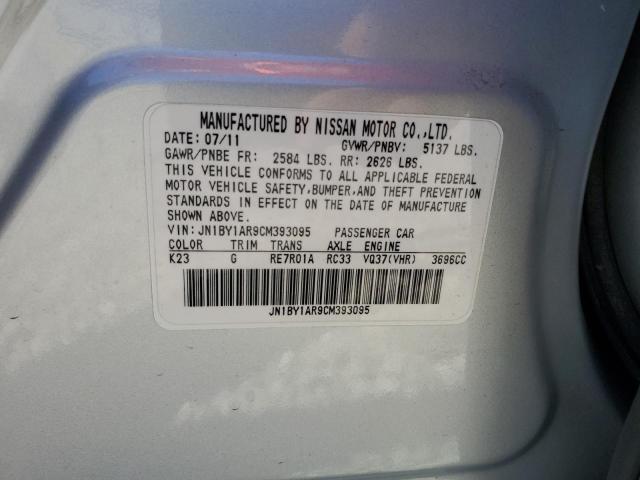 MANUFACTURED BY NISSAN MOTOR CO.,LTD.
DATE: 07/11 GVWR/PNBV: 5137 LBS.
GAWR/PNBE FR: 2584 LBS. RR: 2626 LBS.
THIS VEHICLE CONFORMS TO ALL APPLICABLE FEDERAL
MOTOR VEHICLE SAFETY, BUMPER, AND THEFT PREVENTION
STANDARDS IN EFFECT ON THE DATE OF MANUFACTURE
SHOWN ABOVE.
VIN: JN1BY1AR9CM393095 PASSENGER CAR
COLOR TRIM TRANS AXLE ENGINE
K23 G RE7R01A RC33 VQ37(VHR) 3696CC
JN1BY1AR9CM393095